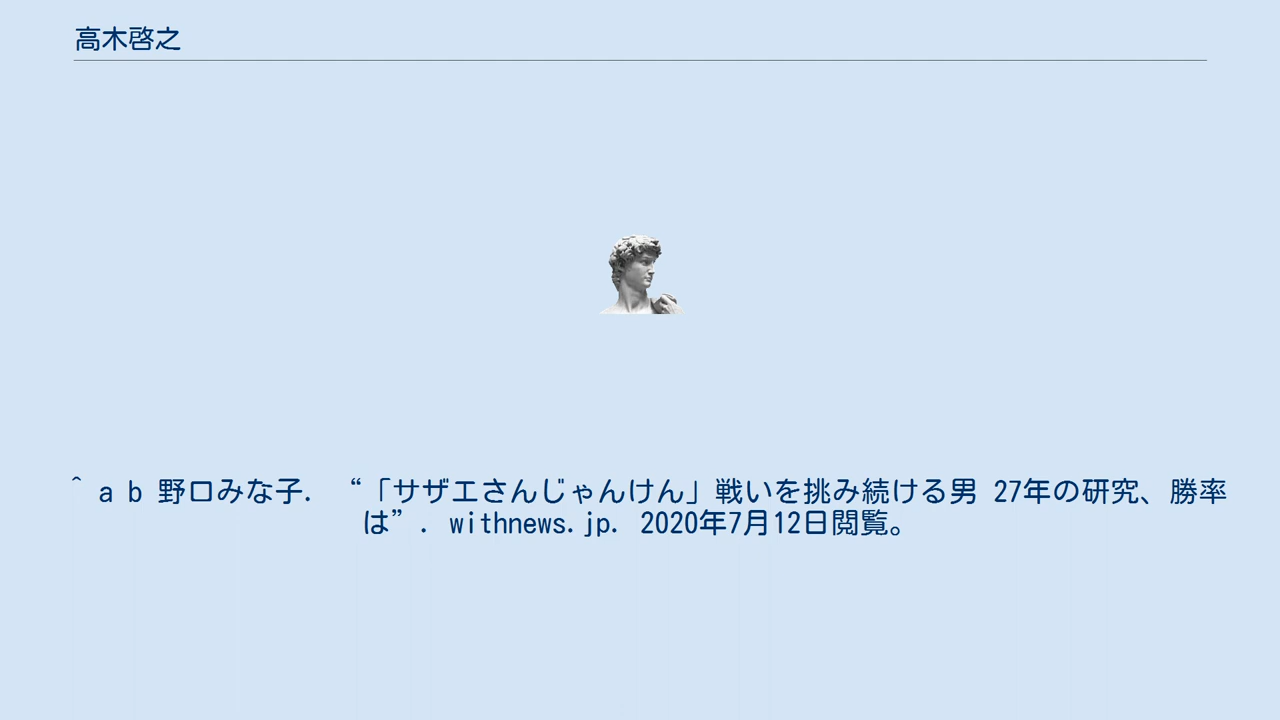 高木啓之
^ a b 野口みな子. “「サザエさんじゃんけん」戦いを挑み続ける男 27年の研究、勝率
は”. withnews.jp. 2020年7月12日閲覧。